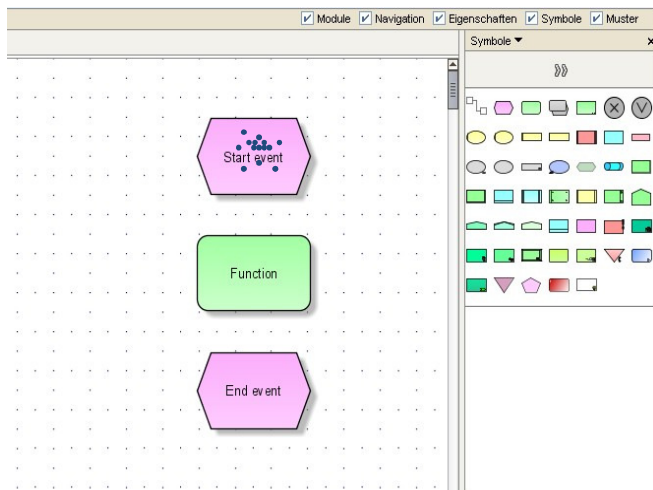 Module Navigation Eigenschaften Symbole Muster
Symbole
Start event
Function
End event